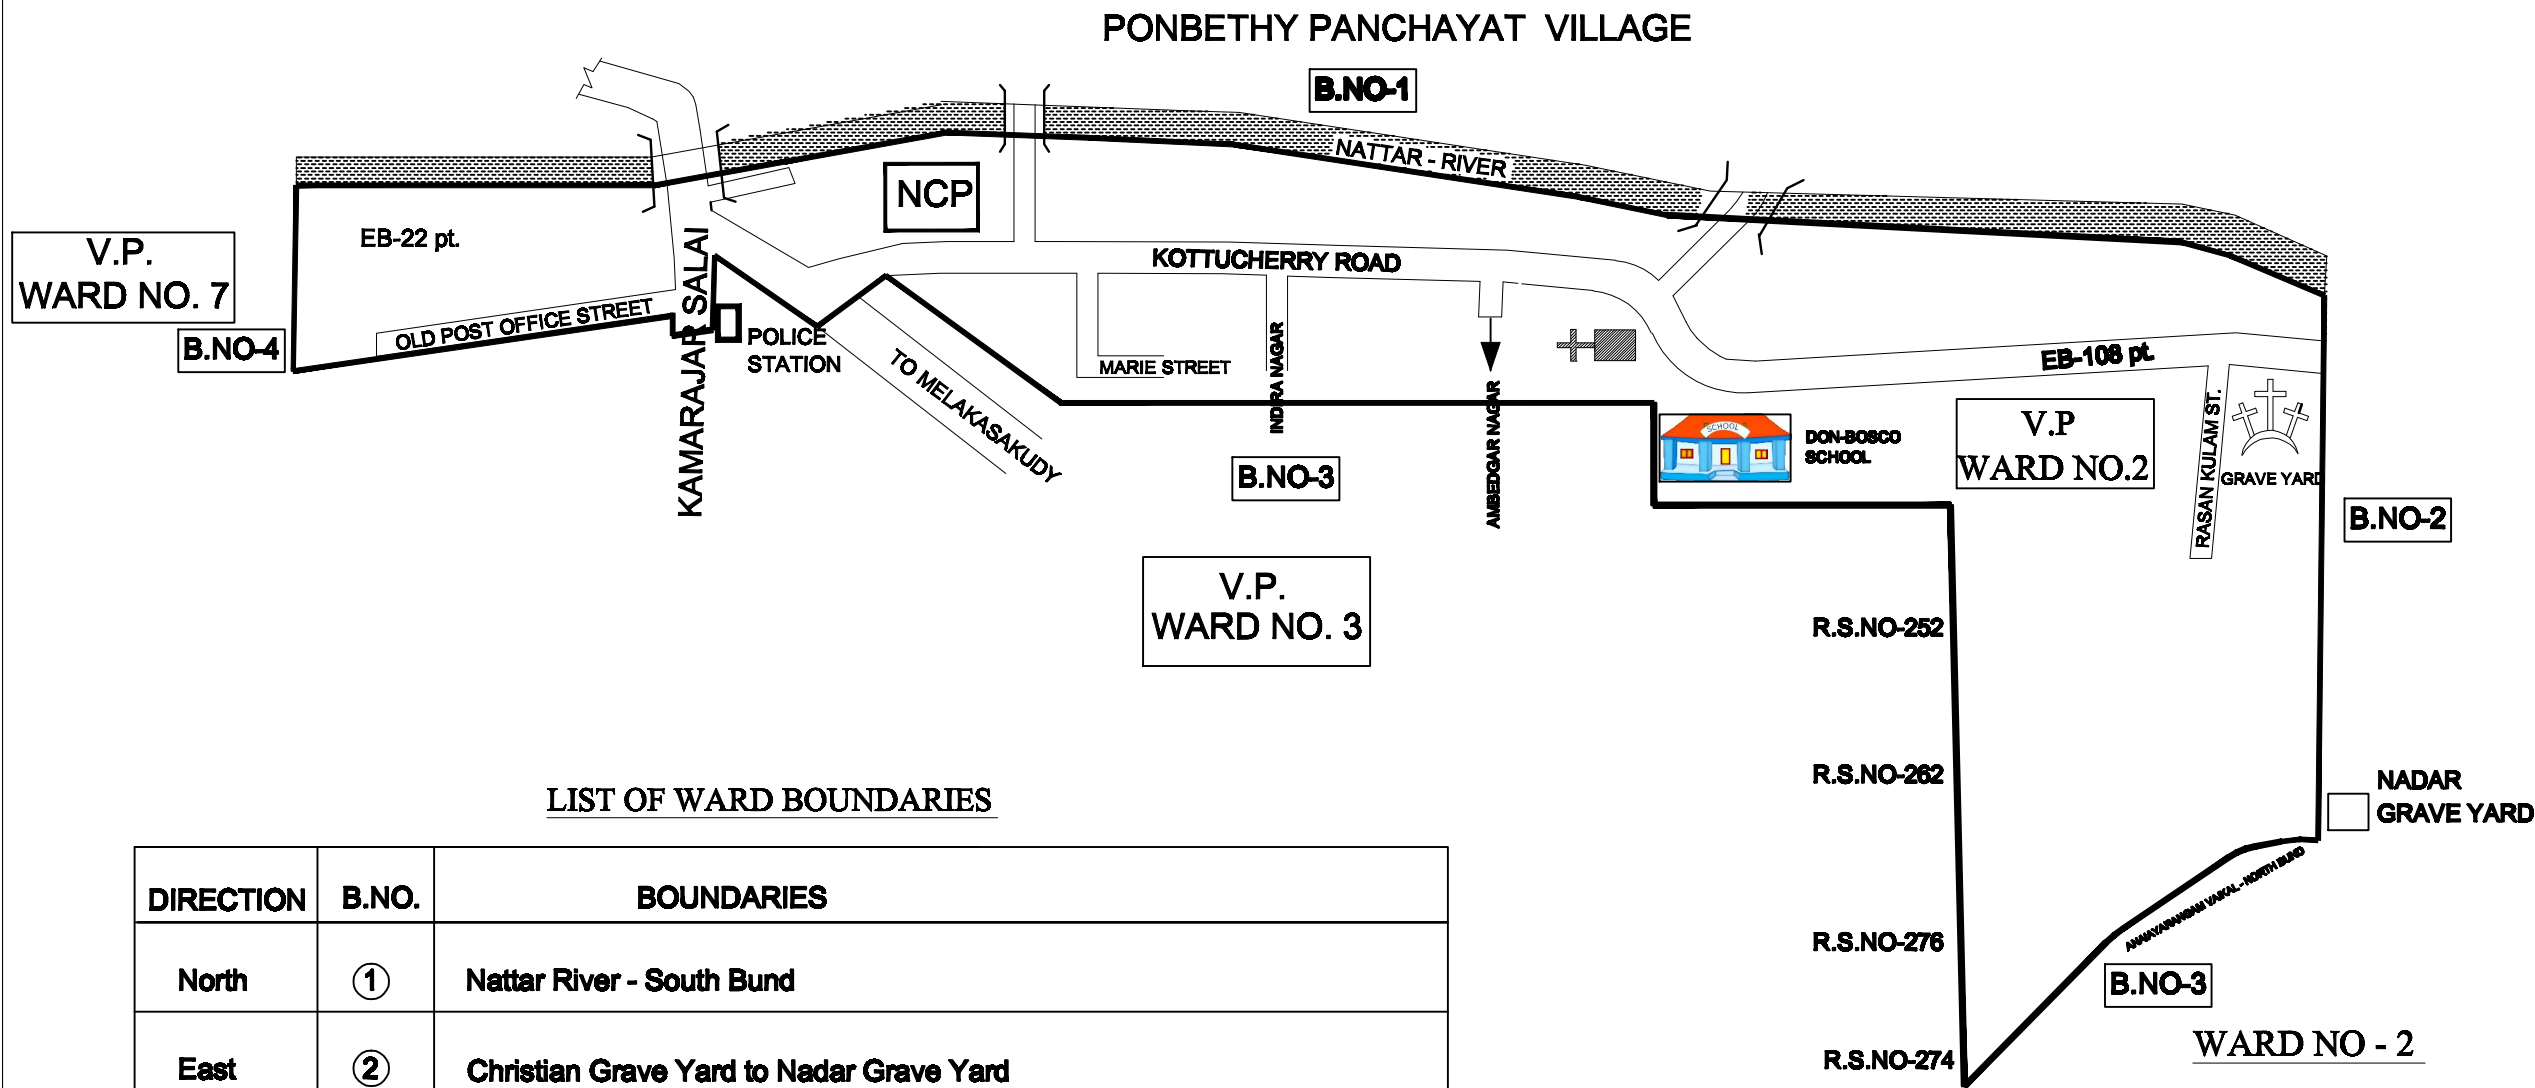 PONBETHY PANCHAYAT VILLAGE
B.NO-1
NATTAR - RIVER
NCP
EB-22 pt.
V.P.
WARD NO. 7
B.NO-4
OLD POST OFFICE STREET
KAMARAJAR SALAI
POLICE
STATION
TO MELAKASAKUDY
KOTTUCHERRY ROAD
MARIE STREET
INDIRA NAGAR
AMBEDGAR NAGAR
EB-108 pt.
SCHOOL
DON-BOSCO
SCHOOL
V.P
WARD NO.2
RASAN KULAM ST.
GRAVE YARD
B.NO-2
B.NO-3
V.P.
WARD NO. 3
R.S.NO-252
R.S.NO-262
R.S.NO-276
R.S.NO-274
NADAR
GRAVE YARD
VAIKAL - NORTH BUND
B.NO-3
WARD NO - 2
LIST OF WARD BOUNDARIES
DIRECTION B.NO. BOUNDARIES
North 1 Nattar River - South Bund
East 2 Christian Grave Yard to Nadar Grave Yard